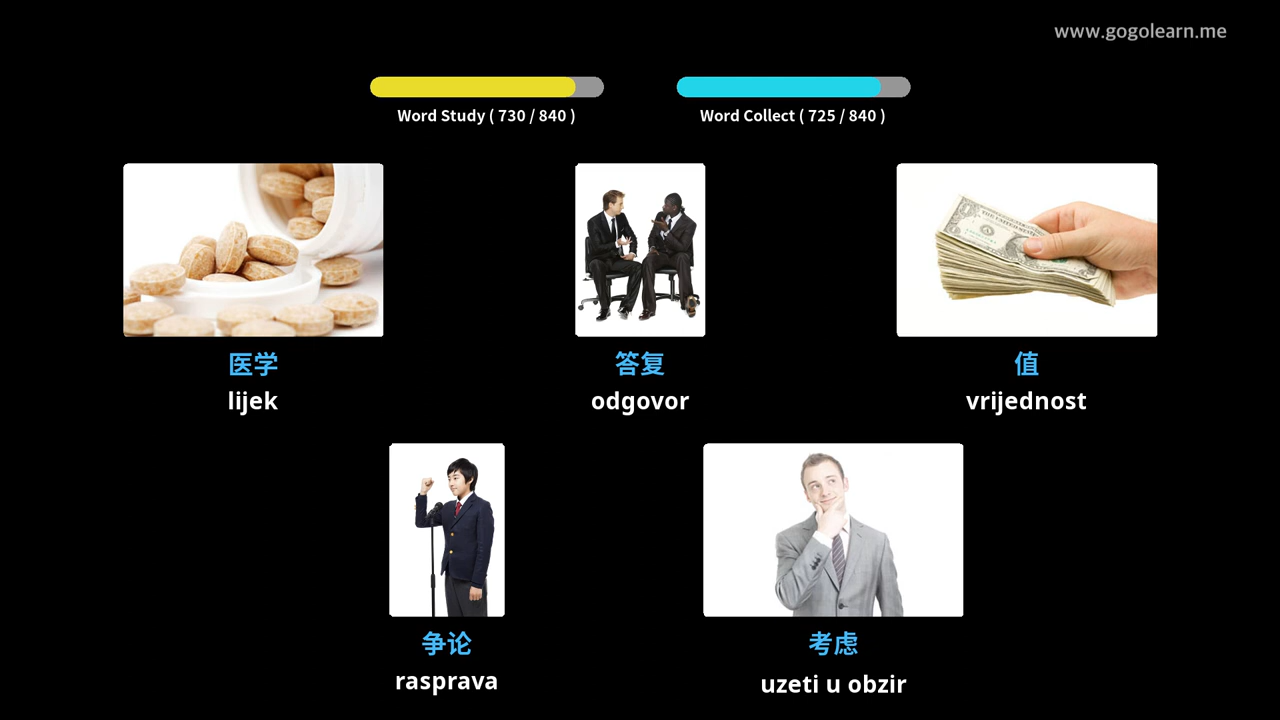 www.gogolearn.me
Word Study ( 730 / 840 )
Word Collect ( 725 / 840 )
医学
lijek
答复
odgovor
值
vrijednost
争论
rasprava
考虑
uzeti u obzir